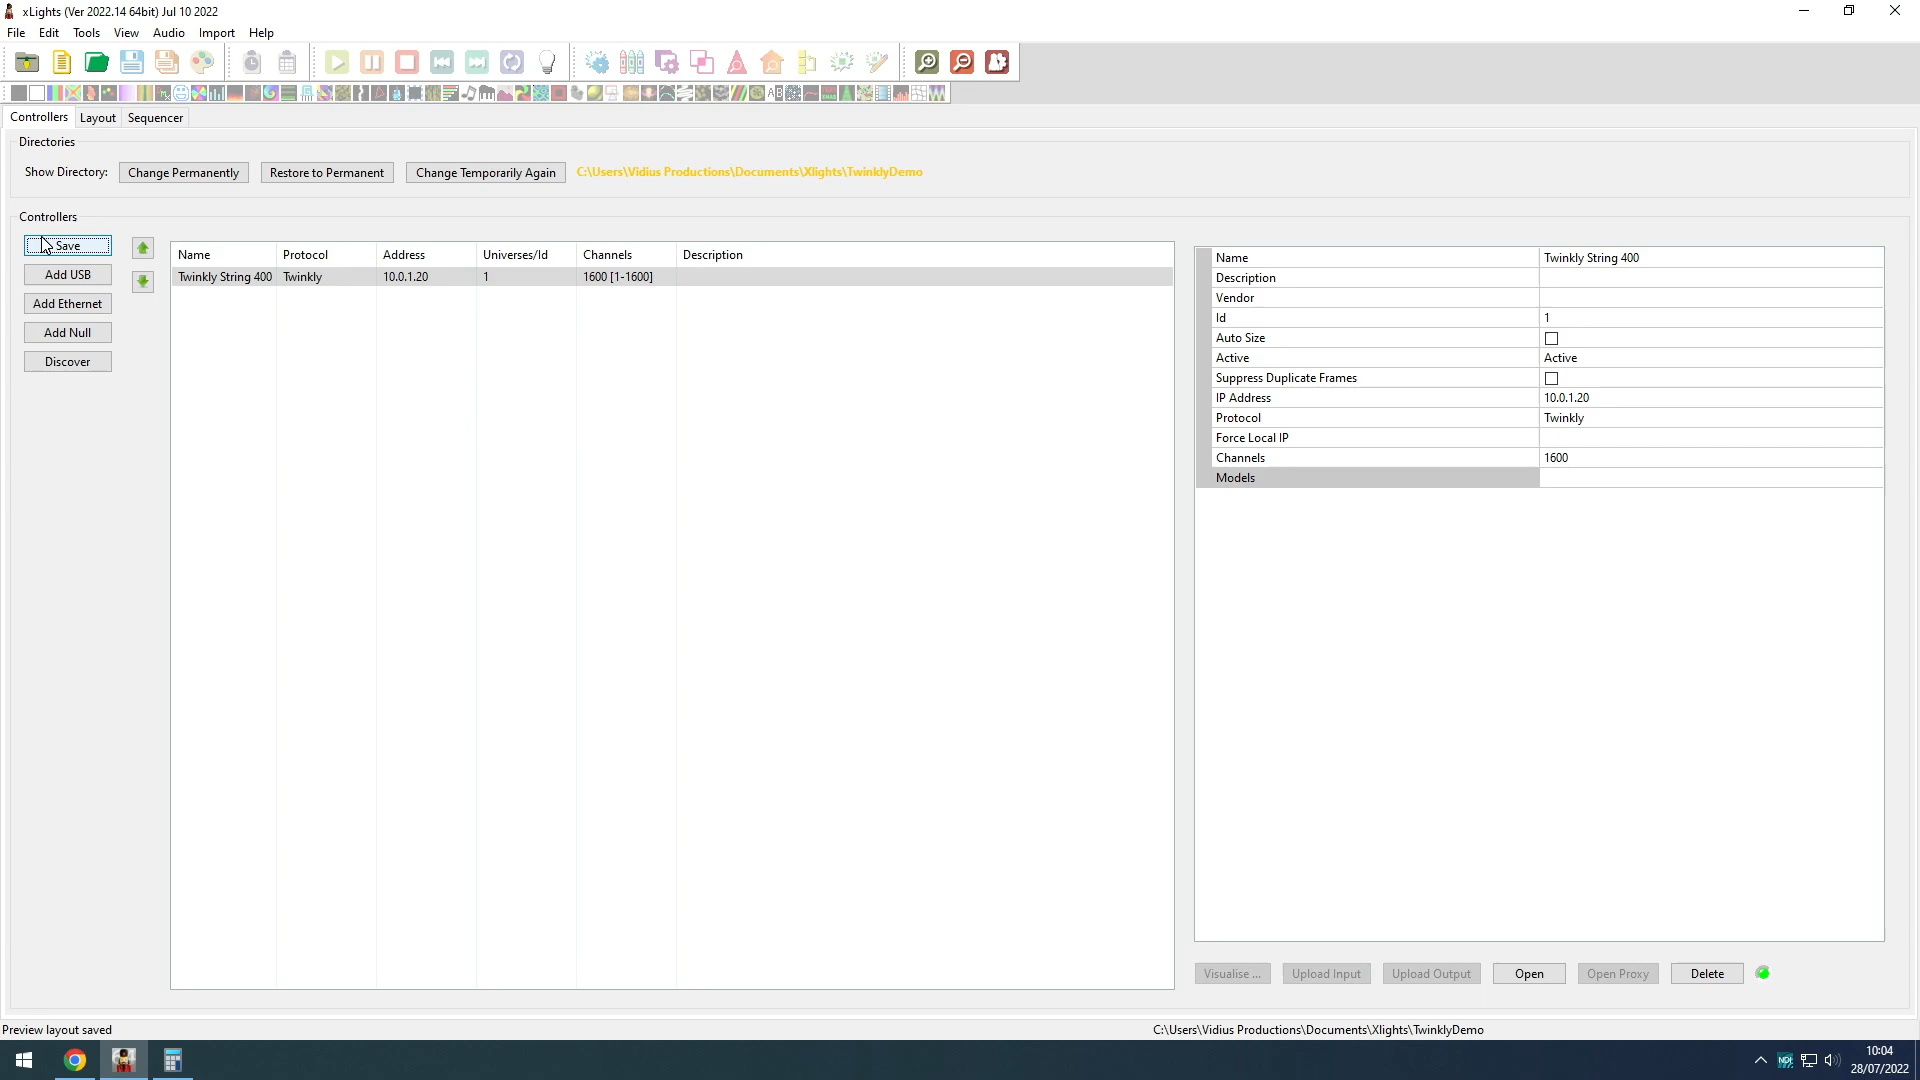 xLights (Ver 2022.14 64bit) Jul 10 2022
File Edit Tools View Audio Import Help
Controllers Layout Sequencer
Directories
Show Directory: Change Permanently Restore to Permanent Change Temporarily Again C:\Users\Vidius Productions\Documents\Xlights\TwinklyDemo
Controllers
Save
Add USB
Add Ethernet
Add Null
Discover
Name Protocol Address Universes/Id Channels Description
Twinkly String 400 Twinkly 10.0.1.20 1 1600 [1-1600]
Name Twinkly String 400
Description
Vendor
Id 1
Auto Size
Active Active
Suppress Duplicate Frames
IP Address 10.0.1.20
Protocol Twinkly
Force Local IP
Channels 1600
Models
Visualise ... Upload Input Upload Output Open Open Proxy Delete
Preview layout saved C:\Users\Vidius Productions\Documents\Xlights\TwinklyDemo
10:04
28/07/2022